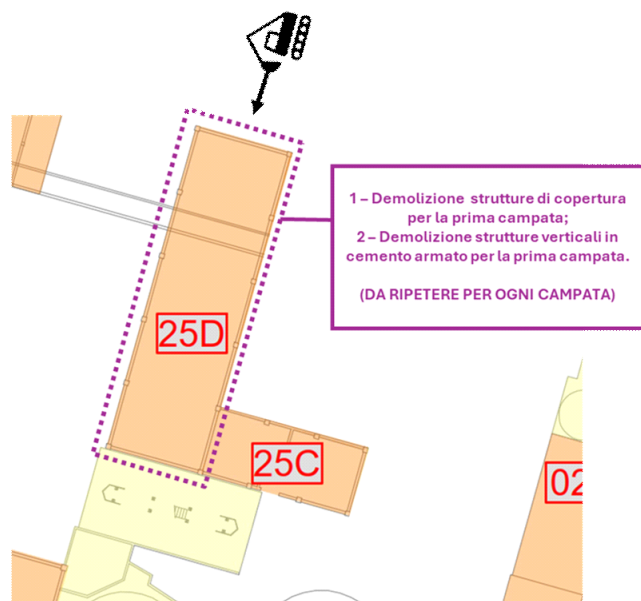 1 – Demolizione strutture di copertura
per la prima campata;
2 – Demolizione strutture verticali in
cemento armato per la prima campata.
(DA RIPETERE PER OGNI CAMPATA)
25D
25C
02